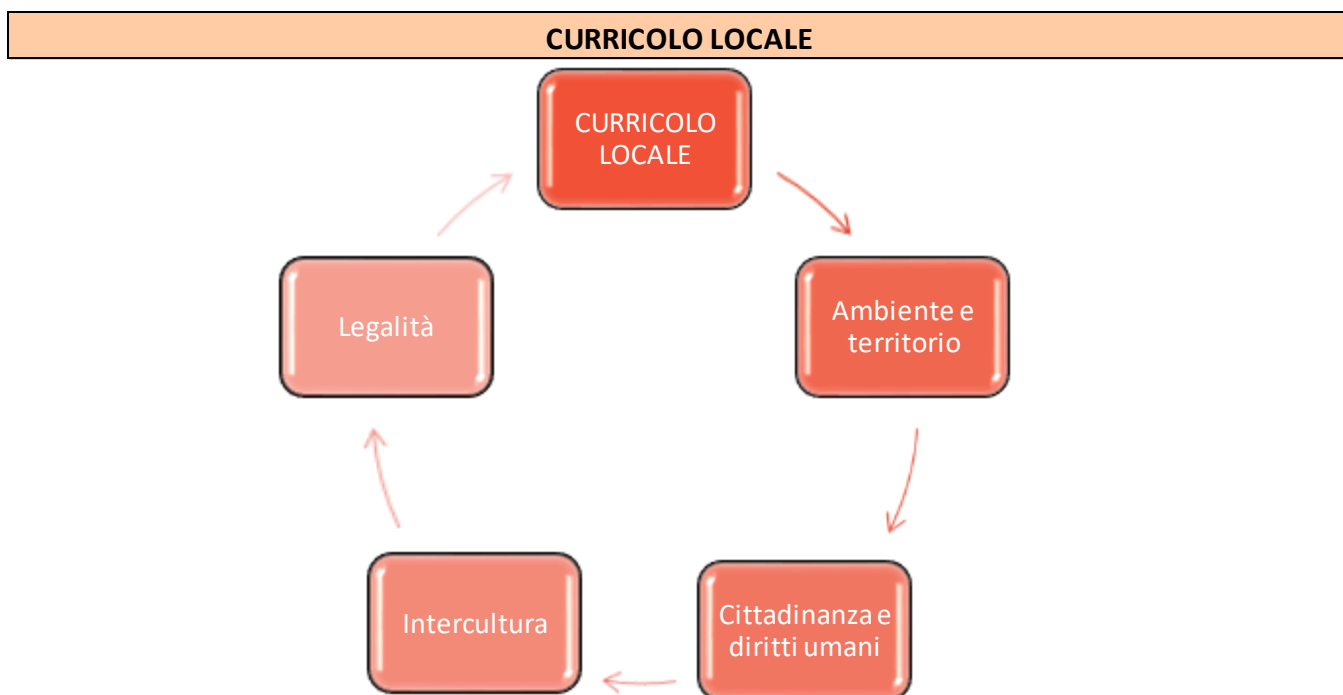 CURRICOLO LOCALE
CURRICOLO
LOCALE
Ambiente e
territorio
Cittadinanza e
diritti umani
Intercultura
Legalità